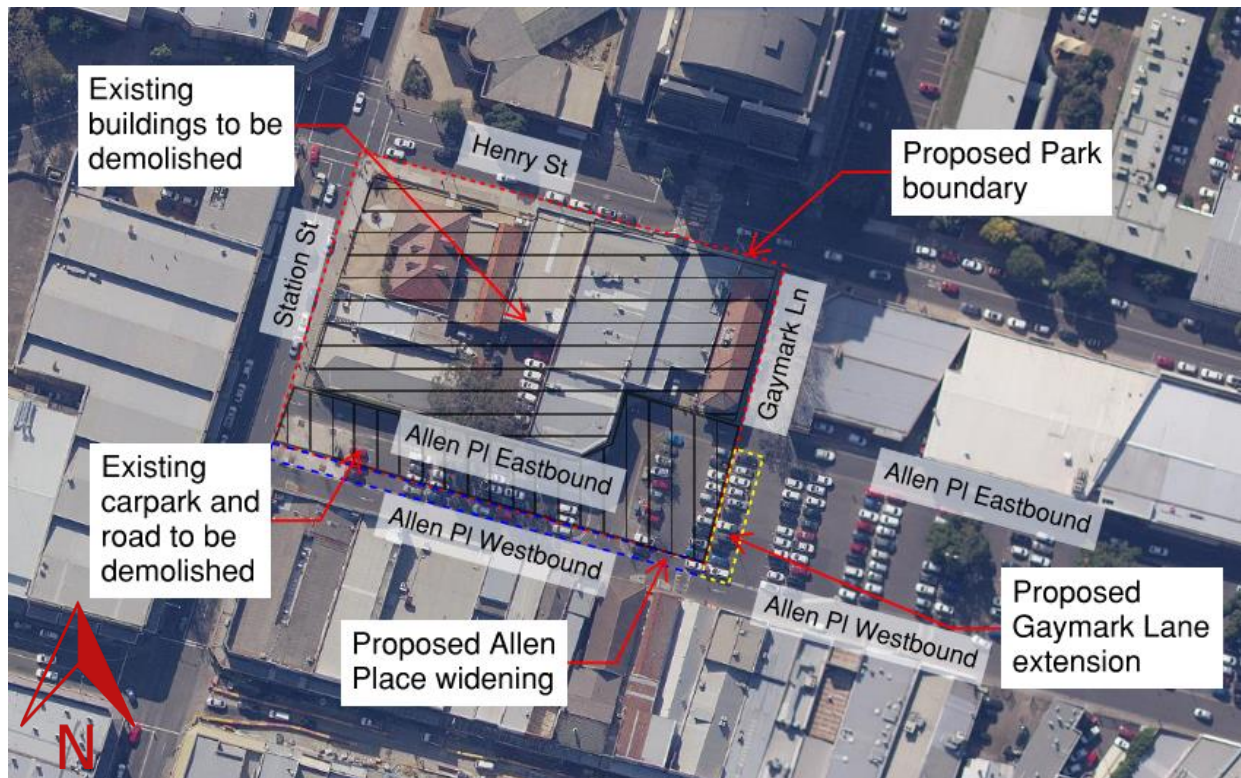 Existing
buildings to be
demolished
Henry St
Proposed Park
boundary
Station St
Gaymark Ln
Existing
carpark and
road to be
demolished
Allen Pl Eastbound
Allen Pl Eastbound
Allen Pl Westbound
Allen Pl Westbound
Proposed Allen
Place widening
Proposed
Gaymark Lane
extension
N